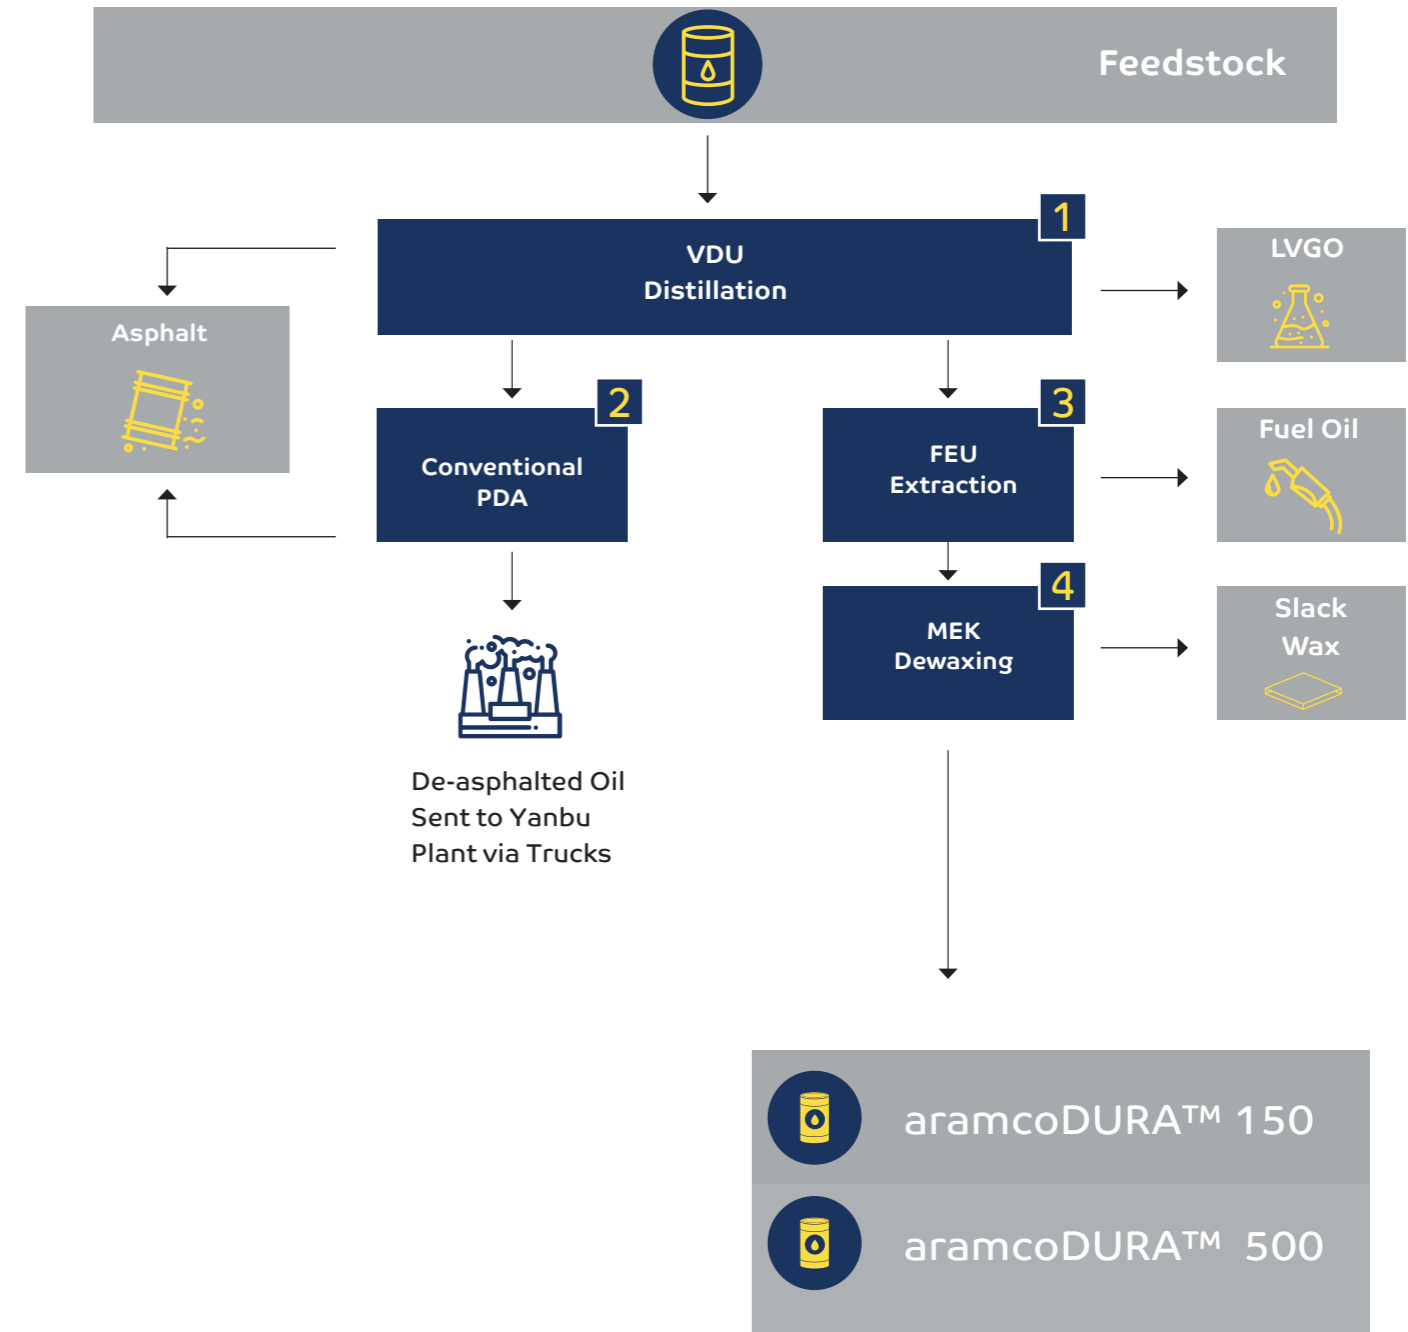 Feedstock
1
VDU
Distillation
LVGO
Asphalt
2
Conventional
PDA
3
FEU
Extraction
Fuel Oil
4
MEK
Dewaxing
Slack
Wax
De-asphalted Oil
Sent to Yanbu
Plant via Trucks
aramcoDURA™ 150
aramcoDURA™ 500